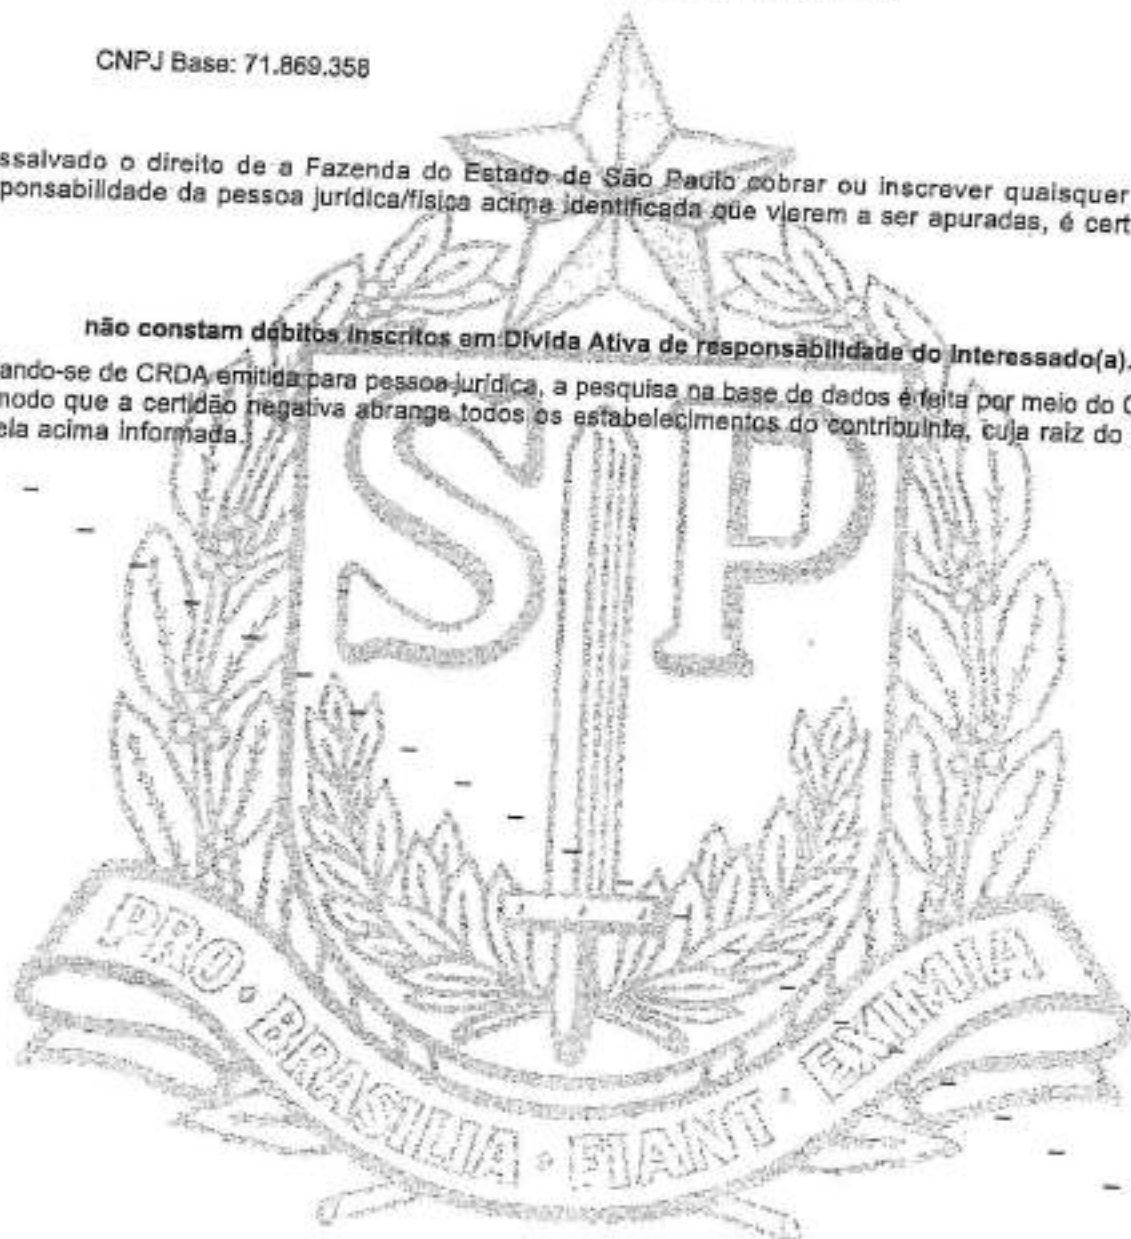 CNPJ Base: 71.869.358
ssalvado o direito de a Fazenda do Estado de São Paulo cobrar ou inscrever quaisquer
ponsabilidade da pessoa jurídica/física acima identificada que vierem a ser apuradas, é cert
não constam débitos inscritos em Dívida Ativa de responsabilidade do Interessado(a).
ando-se de CRDA emitida para pessoa jurídica, a pesquisa na base de dados é feita por meio do C
modo que a certidão negativa abrange todos os estabelecimentos do contribuinte, cuja raiz do
ela acima informada.
SP
PRO · BRASILIA · FIANT · EXIMIA